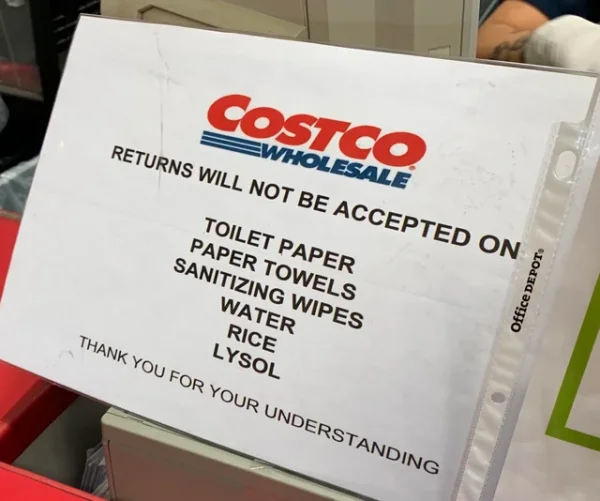 COSTCO
WHOLESALE
RETURNS WILL NOT BE ACCEPTED ON
TOILET PAPER
PAPER TOWELS
SANITIZING WIPES
WATER
RICE
LYSOL
THANK YOU FOR YOUR UNDERSTANDING
Office DEPOT